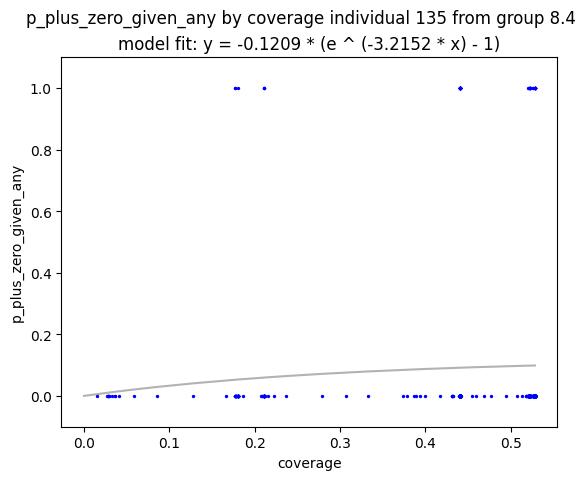 p_plus_zero_given_any by coverage individual 135 from group 8.4
model fit: y = -0.1209 * (e ^ (-3.2152 * x) - 1)
1.0
0.8
0.6
0.4
0.2
0.0
p_plus_zero_given_any
0.0 0.1 0.2 0.3 0.4 0.5
coverage